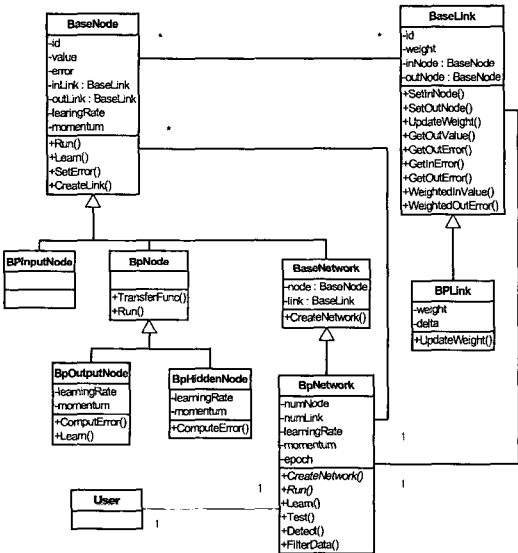 BaseNode
-id
-value
-error
-inLink : BaseLink
-outLink : BaseLink
-learingRate
-momentum
+Run()
+Learn()
+SetError()
+CreateLink()
*
*
*
BaseLink
-id
-weight
-inNode : BaseNode
-outNode : BaseNode
+SetInNode()
+SetOutNode()
+UpdateWeight()
+GetOutValue()
+GetOutError()
+GetInError()
+GetOutError()
+WeightedInValue()
+WeightedOutError()
BPInputNode
BpNode
+TransferFunc()
+Run()
BaseNetwork
-node : BaseNode
-link : BaseLink
+CreateNetwork()
BPLink
-weight
-delta
+UpdateWeight()
BpOutputNode
-learningRate
-momentum
+ComputError()
+Learn()
BpHiddenNode
-learningRate
-momentum
+ComputeError()
BpNetwork
-numNode
-numLink
-learningRate
-momentum
-epoch
+CreateNetwork()
+Run()
+Learn()
+Test()
+Detect()
+FilterData()
1
1
User
1
1